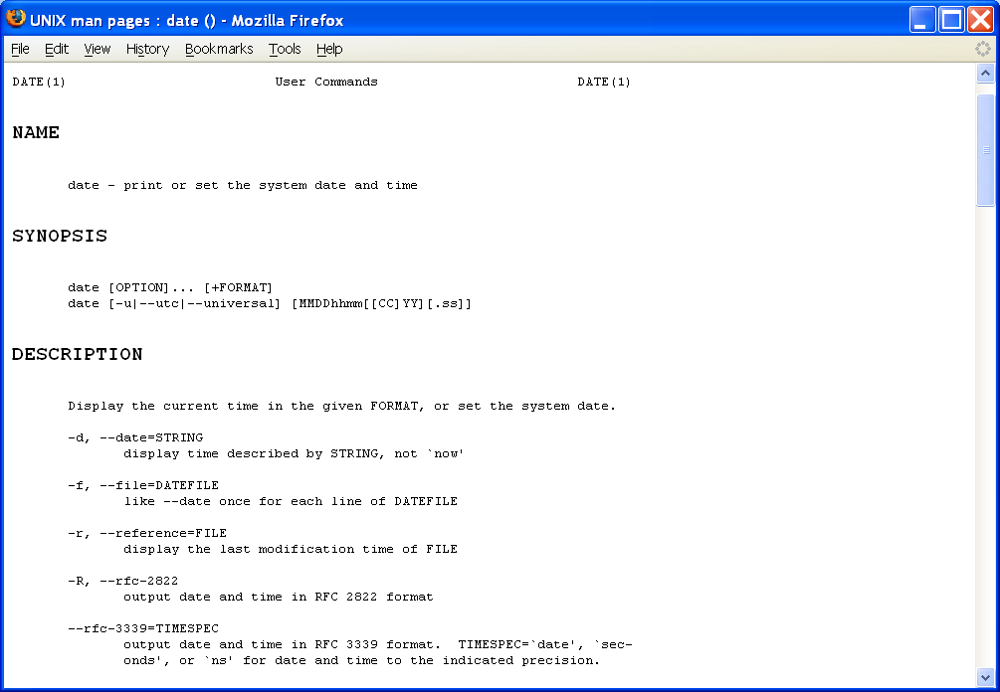 UNIX man pages : date () - Mozilla Firefox
File Edit View History Bookmarks Tools Help
DATE(1) User Commands DATE(1)
NAME
date - print or set the system date and time
SYNOPSIS
date [OPTION]... [+FORMAT]
date [-u|--utc|--universal] [MMDDhhmm[[CC]YY][.ss]]
DESCRIPTION
Display the current time in the given FORMAT, or set the system date.
-d, --date=STRING
display time described by STRING, not `now'
-f, --file=DATEFILE
like --date once for each line of DATEFILE
-r, --reference=FILE
display the last modification time of FILE
-R, --rfc-2822
output date and time in RFC 2822 format
--rfc-3339=TIMESPEC
output date and time in RFC 3339 format. TIMESPEC=`date', `sec-
onds', or `ns' for date and time to the indicated precision.